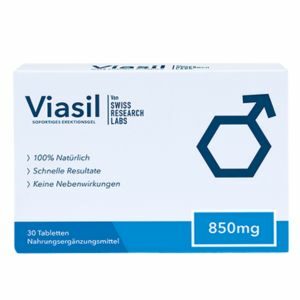 Viasil
SOFORTIGES EREKTIONSGEL
Von
SWISS
RESEARCH
LABS
100% Natürlich
Schnelle Resultate
Keine Nebenwirkungen
30 Tabletten
Nahrungsergänzungsmittel
850mg